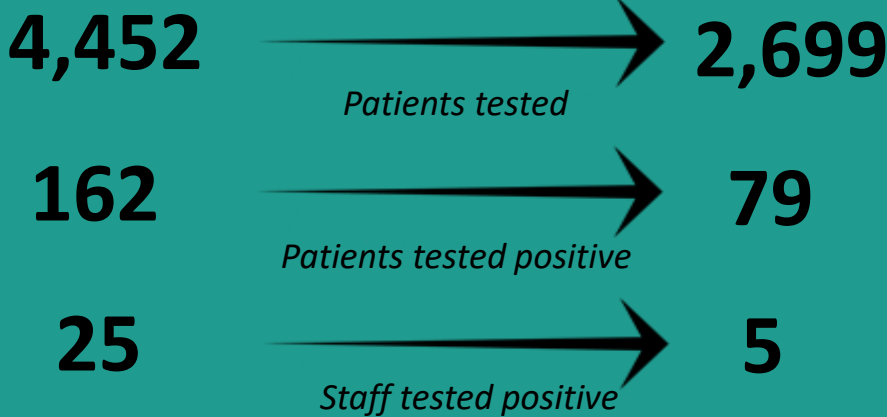 4,452 2,699
Patients tested
162 79
Patients tested positive
25 5
Staff tested positive